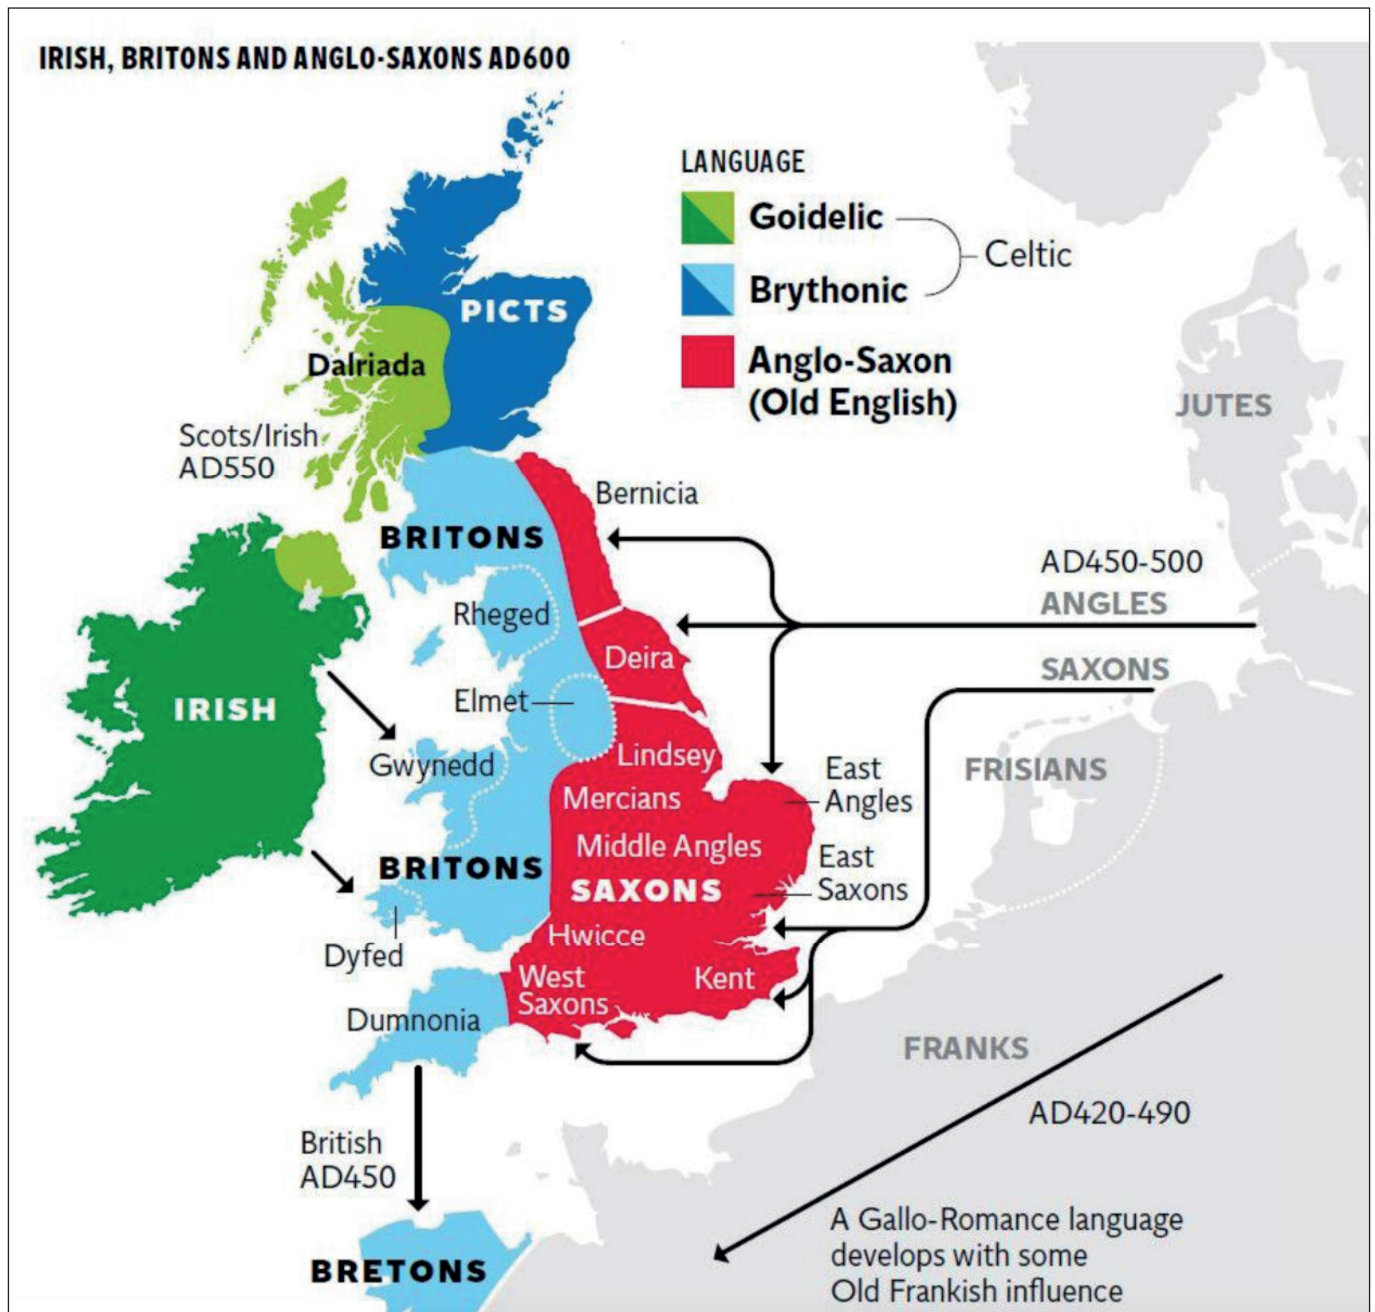 IRISH, BRITONS AND ANGLO-SAXONS AD600
LANGUAGE
Goidelic
Celtic
Brythonic
Anglo-Saxon
(Old English)
PICTS
Dalriada
Scots/Irish
AD550
JUTES
Bernicia
BRITONS
AD450-500
ANGLES
Rheged
Deira
SAXONS
Elmet
IRISH
Lindsey
Gwynedd
FRISIANS
East
Angles
Mercians
Middle Angles
East
Saxons
BRITONS
SAXONS
Hwicce
Dyfed
West
Saxons
Kent
Dumnonia
FRANKS
AD420-490
British
AD450
A Gallo-Romance language
develops with some
Old Frankish influence
BRETONS